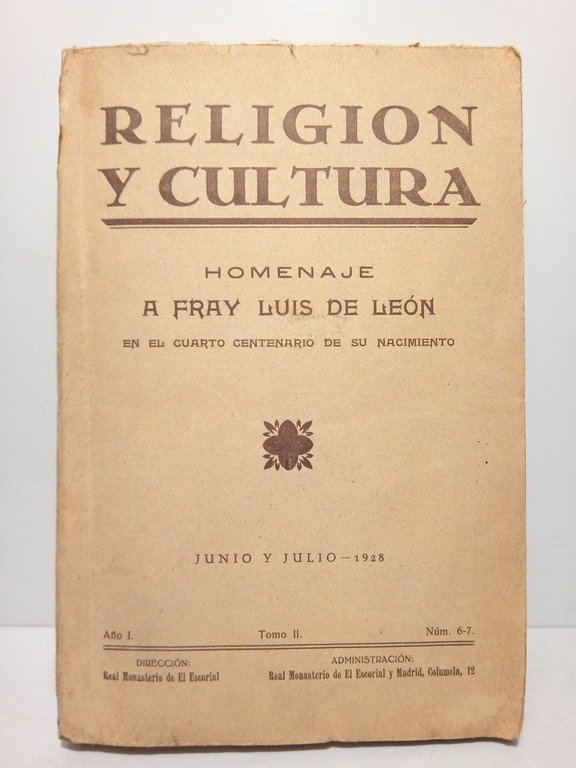 RELIGION
Y CULTURA
HOMENAJE
A FRAY LUIS DE LEÓN
EN EL CUARTO CENTENARIO DE SU NACIMIENTO
JUNIO Y JULIO — 1928
Año I. Tomo II. Núm. 6-7.
DIRECCIÓN: ADMINISTRACIÓN:
Real Monasterio de El Escorial Real Monasterio de El Escorial y Madrid, Columela, 12